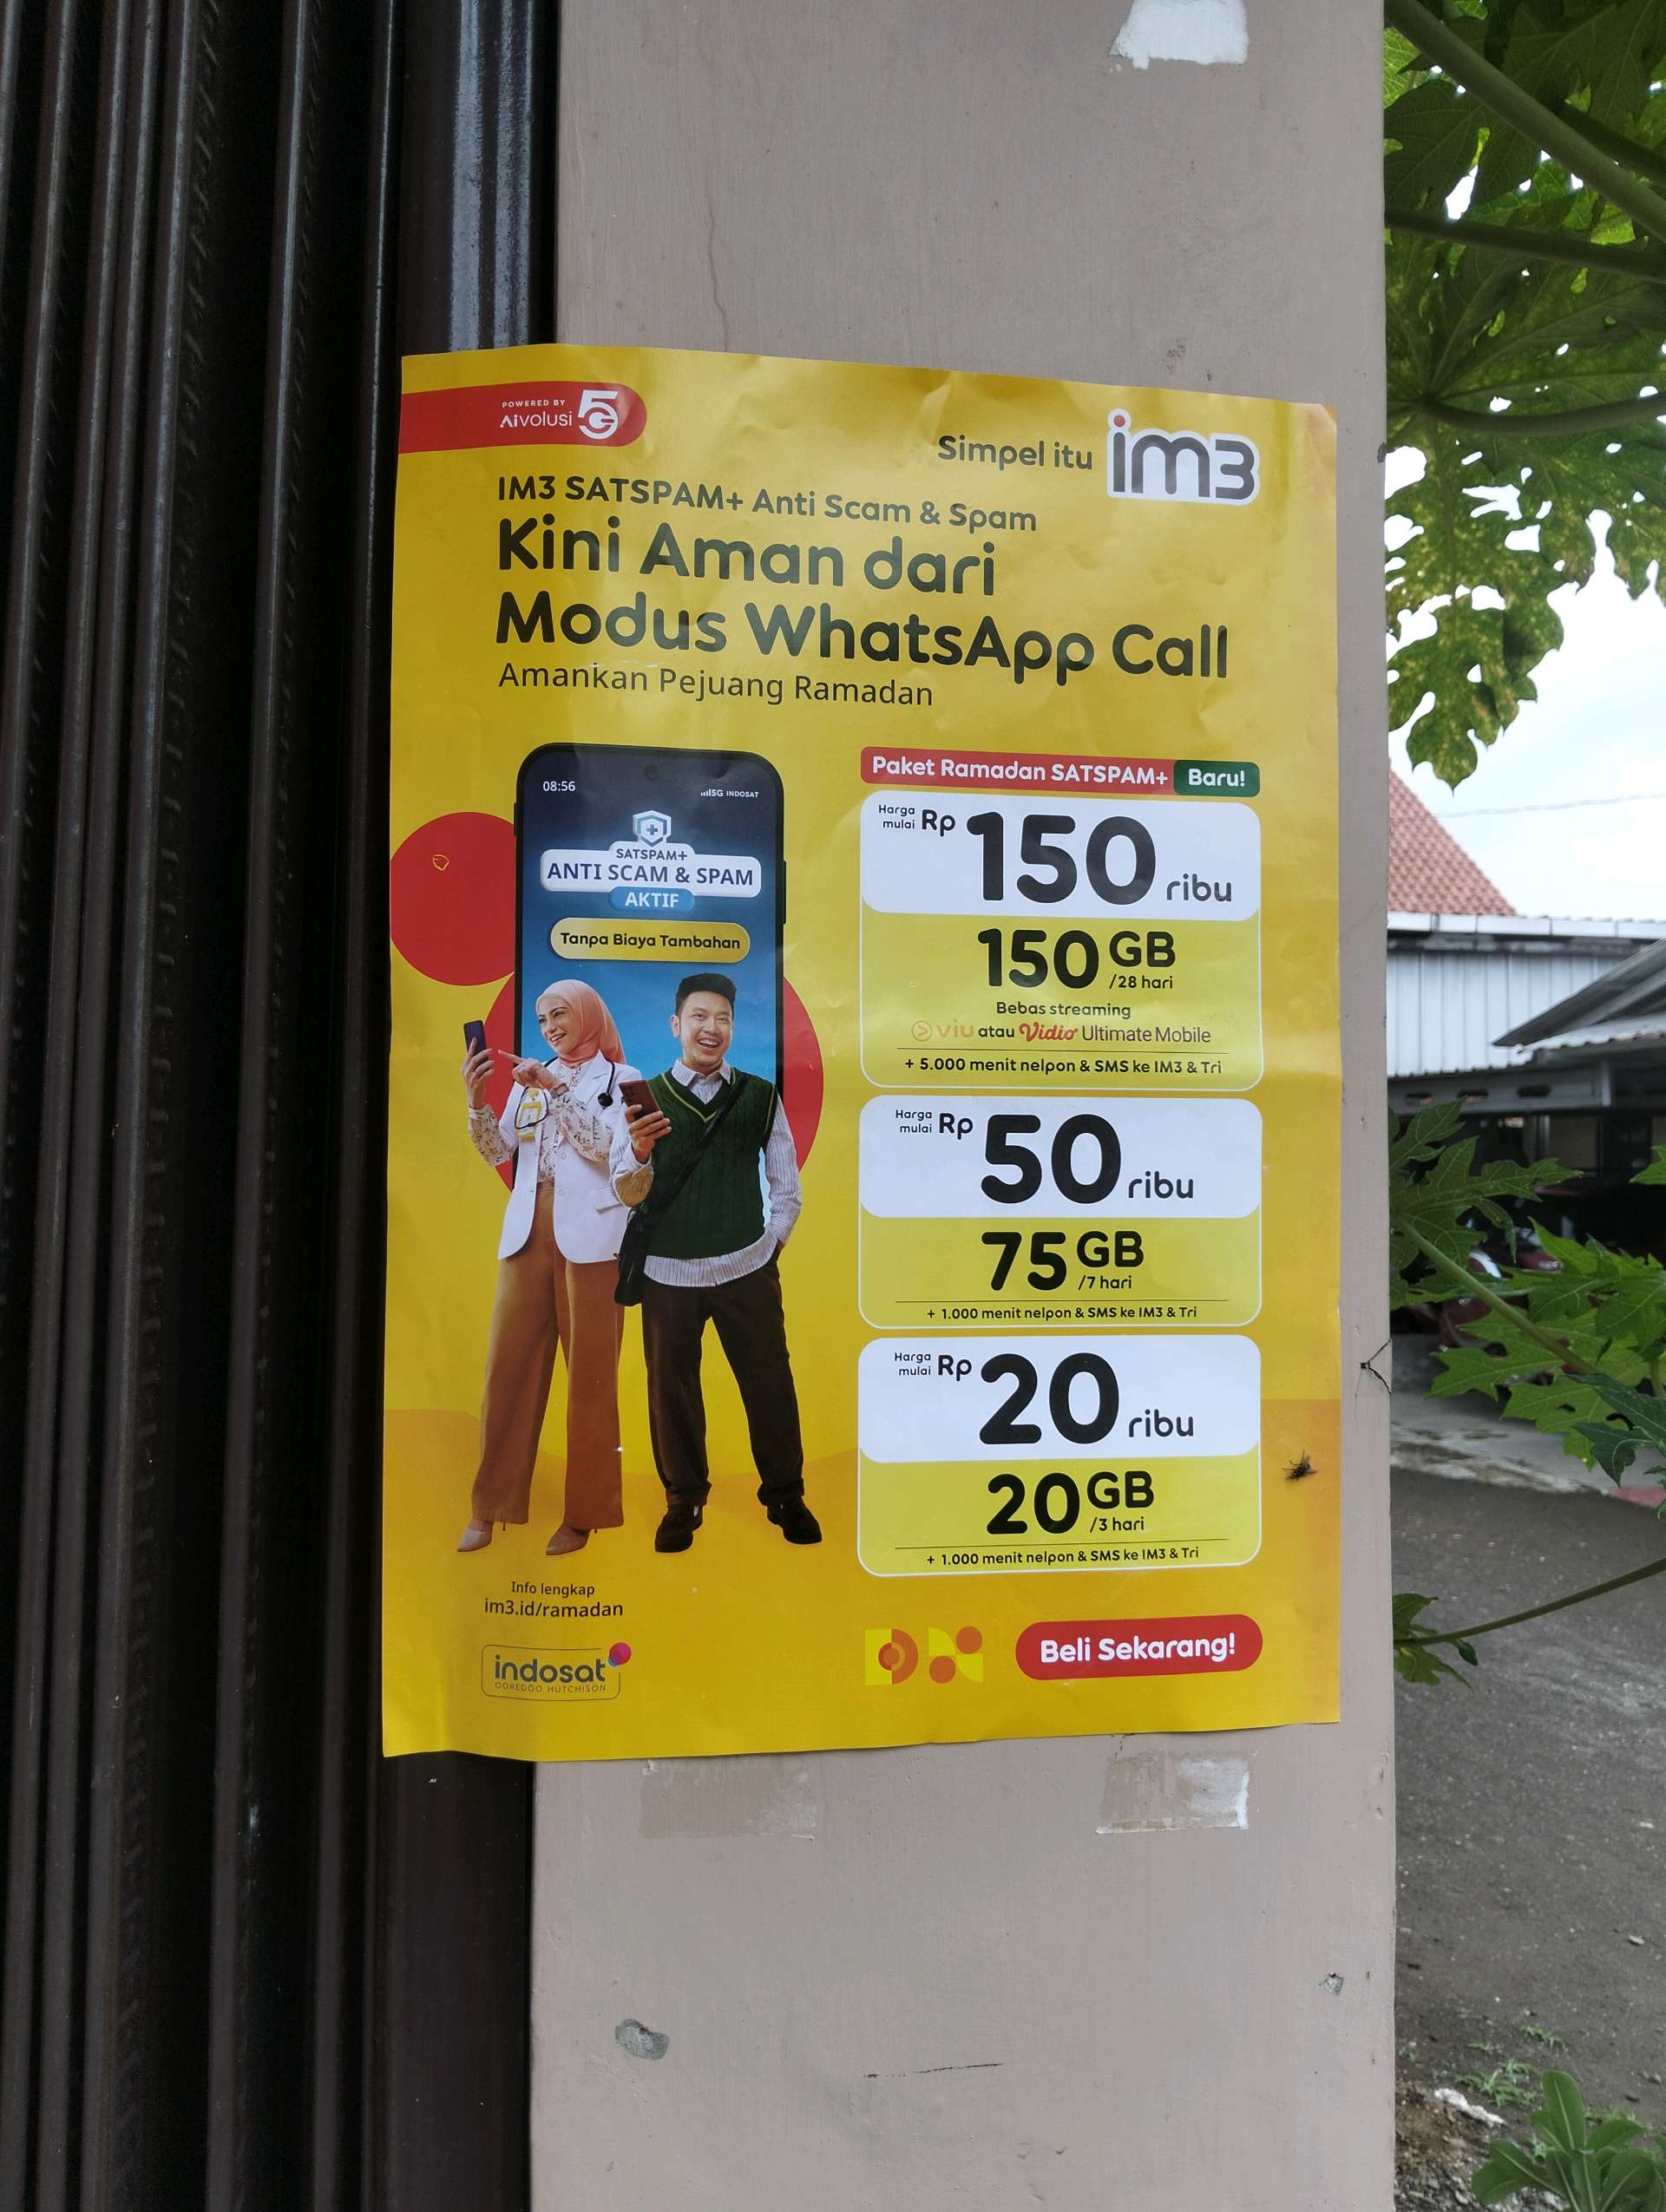 POWERED BY
AIvolusi 5G
Simpel itu im3
IM3 SATSPAM+ Anti Scam & Spam
Kini Aman dari
Modus WhatsApp Call
Amankan Pejuang Ramadan
08:56
5G INDOSAT
SATSPAM+
ANTI SCAM & SPAM
AKTIF
Tanpa Biaya Tambahan
Paket Ramadan SATSPAM+ Baru!
Harga mulai Rp 150 ribu
150 GB
/28 hari
Bebas streaming
viu atau Vidio Ultimate Mobile
+ 5.000 menit nelpon & SMS ke IM3 & Tri
Harga mulai Rp 50 ribu
75 GB
/7 hari
+ 1.000 menit nelpon & SMS ke IM3 & Tri
Harga mulai Rp 20 ribu
20 GB
/3 hari
+ 1.000 menit nelpon & SMS ke IM3 & Tri
Info lengkap
im3.id/ramadan
indosat
OOREDOO HUTCHISON
Beli Sekarang!